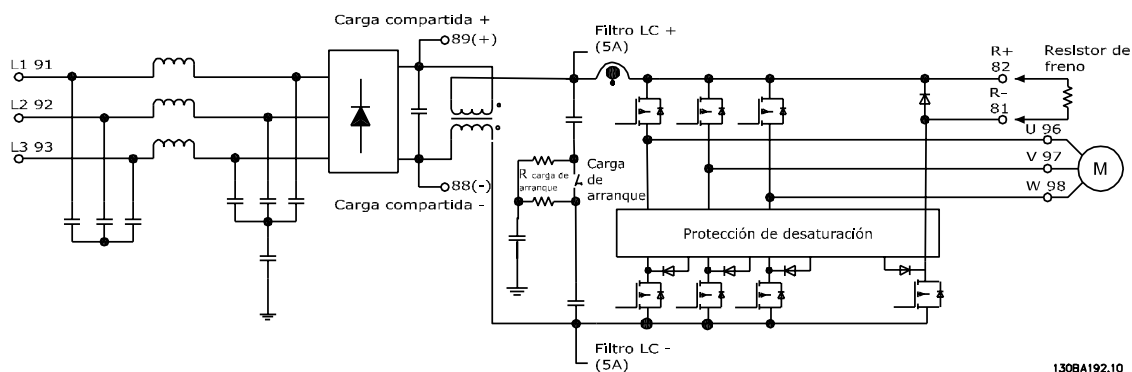 Carga compartida +
89(+)
Filtro LC +
(5A)
L1 91
L2 92
L3 93
R+
82
Resistor de
freno
R-
81
U 96
V 97
W 98
M
R carga de
arranque
Carga
de
arranque
88(-)
Carga compartida -
Protección de desaturación
Filtro LC -
(5A)
130BA192.10